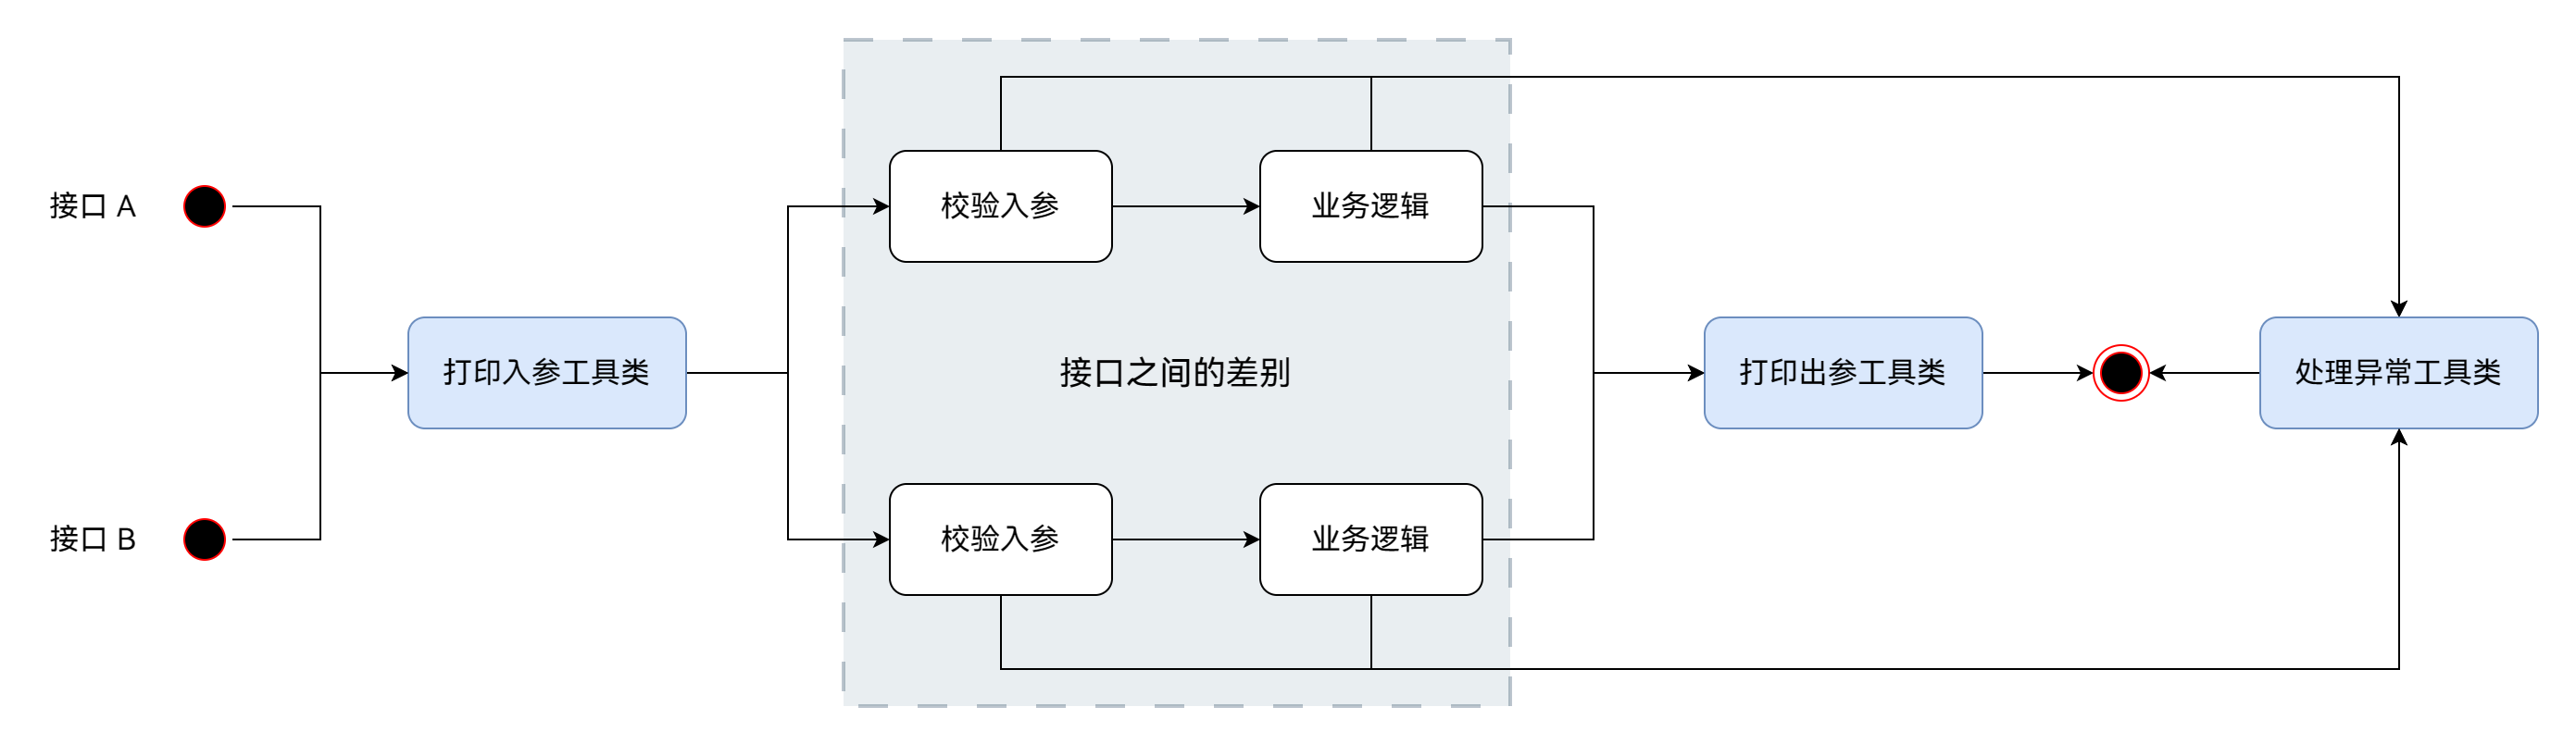 接口 A
校验入参
业务逻辑
打印入参工具类
接口之间的差别
打印出参工具类
处理异常工具类
接口 B
校验入参
业务逻辑